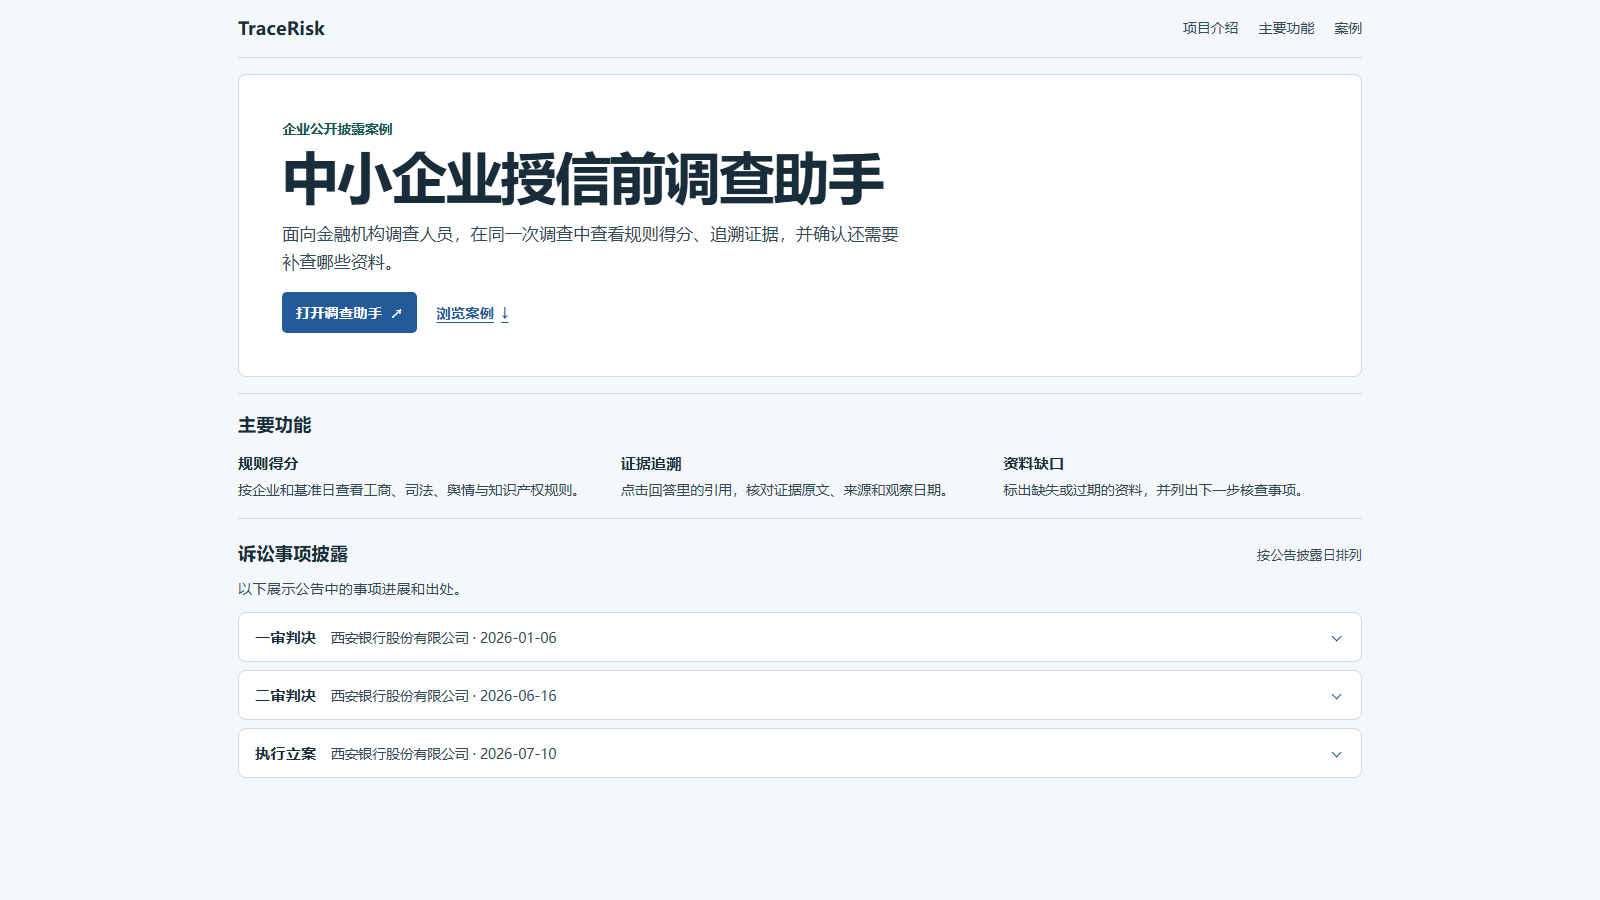 TraceRisk
项目介绍 主要功能 案例
企业公开披露案例
中小企业授信前调查助手
面向金融机构调查人员，在同一次调查中查看规则得分、追溯证据，并确认还需要
补查哪些资料。
打开调查助手 ↗ 浏览案例 ↓
主要功能
规则得分
按企业和基准日查看工商、司法、舆情与知识产权规则。
证据追溯
点击回答里的引用，核对证据原文、来源和观察日期。
资料缺口
标出缺失或过期的资料，并列出下一步核查事项。
诉讼事项披露
按公告披露日排列
以下展示公告中的事项进展和出处。
一审判决 西安银行股份有限公司 · 2026-01-06
二审判决 西安银行股份有限公司 · 2026-06-16
执行立案 西安银行股份有限公司 · 2026-07-10